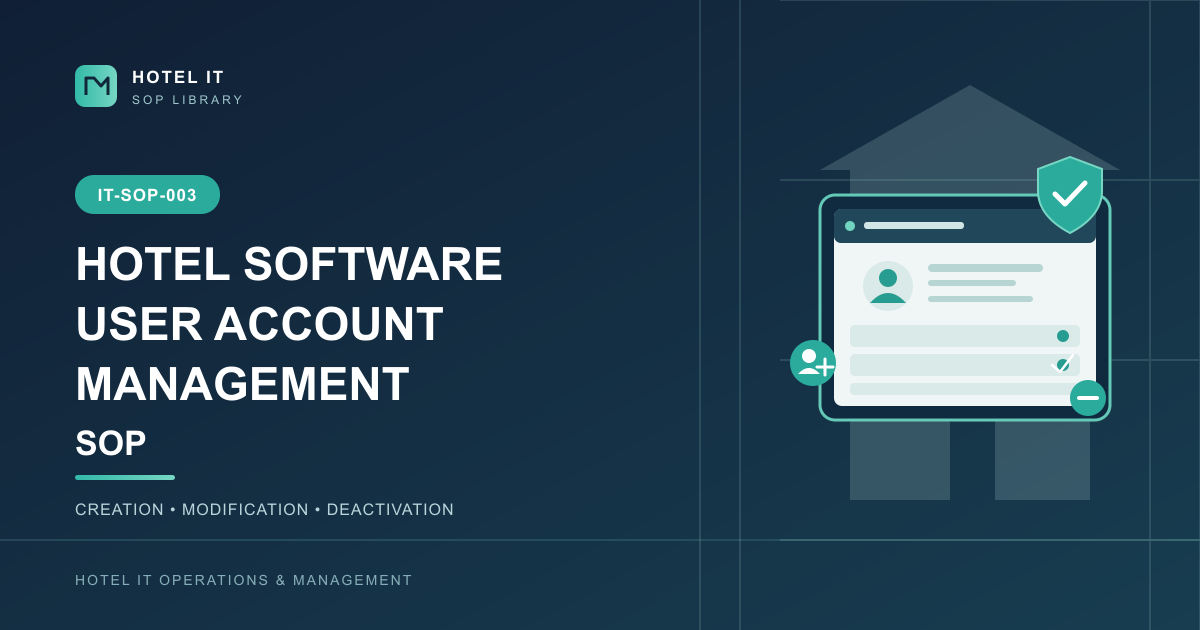 HOTEL IT
SOP LIBRARY
IT-SOP-003
HOTEL SOFTWARE
USER ACCOUNT
MANAGEMENT
SOP
CREATION • MODIFICATION • DEACTIVATION
HOTEL IT OPERATIONS & MANAGEMENT